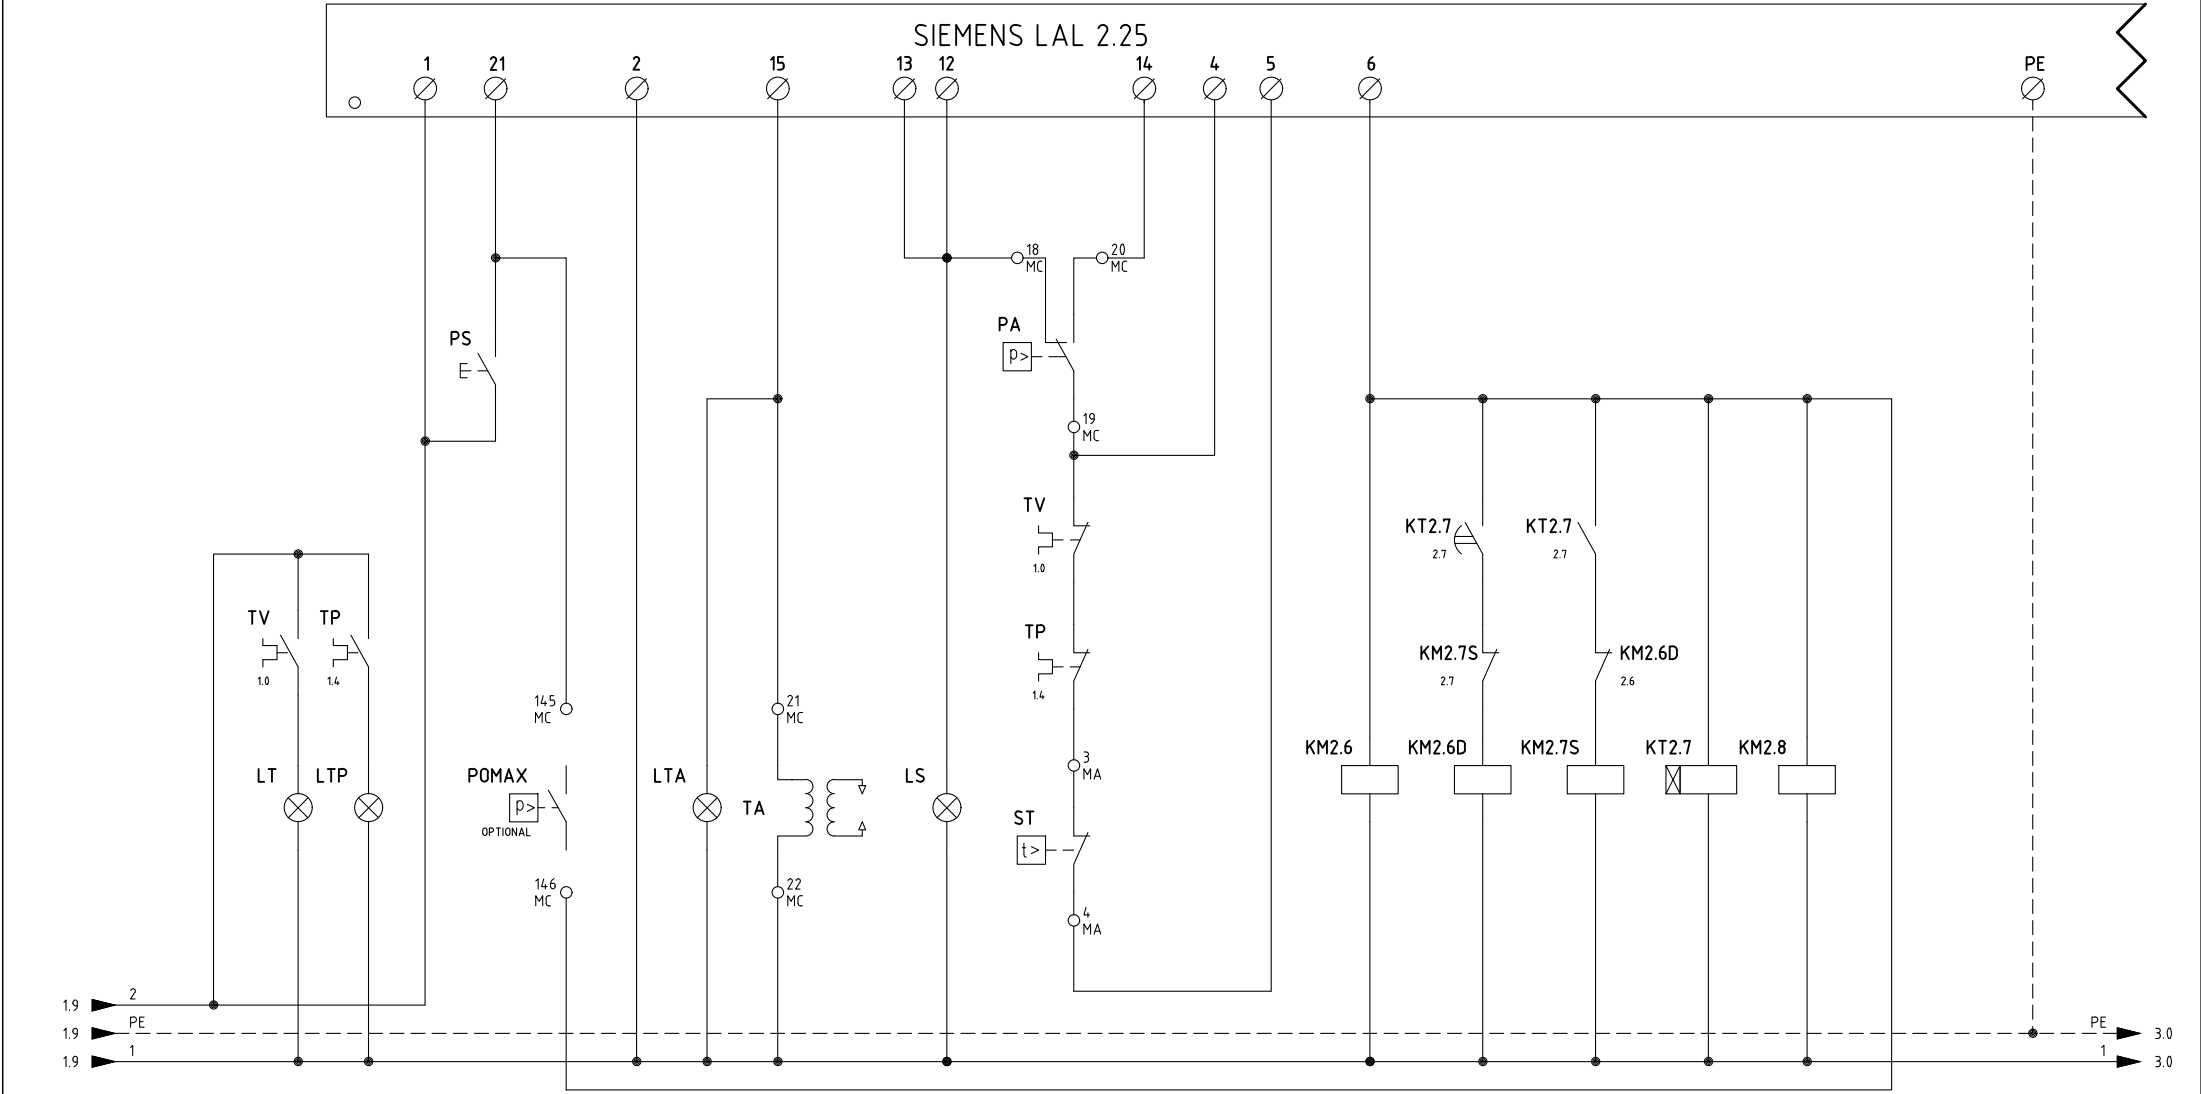 SIEMENS LAL 2.25
1 21 2 15 13 12 14 4 5 6 PE
18
MC
20
MC
PA
p>
PS
E
19
MC
TV
1.0
KT2.7
2.7
KT2.7
2.7
TV
1.0
TP
1.4
TP
1.4
KM2.7S
2.7
KM2.6D
2.6
145
MC
21
MC
3
MA
KM2.6 KM2.6D KM2.7S KT2.7 KM2.8
LT LTP POMAX LTA TA LS
p>
OPTIONAL
ST
t>
146
MC
22
MC
4
MA
1.9 2
1.9 PE PE 3.0
1.9 1 1 3.0